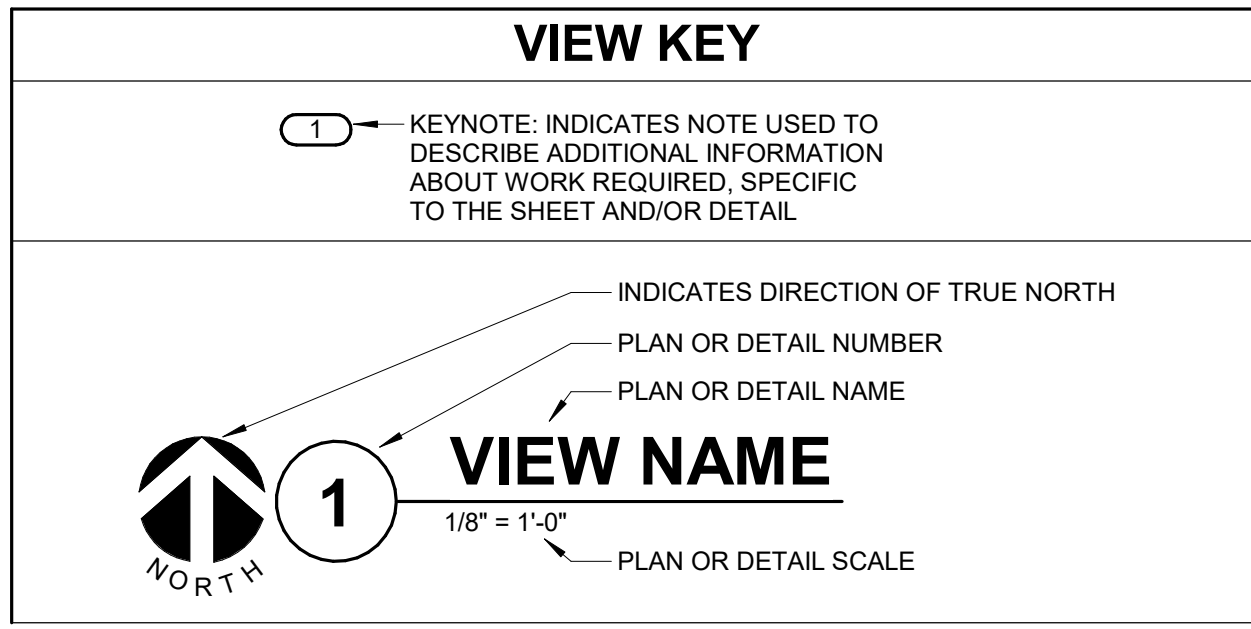 VIEW KEY
1
KEYNOTE: INDICATES NOTE USED TO
DESCRIBE ADDITIONAL INFORMATION
ABOUT WORK REQUIRED, SPECIFIC
TO THE SHEET AND/OR DETAIL
INDICATES DIRECTION OF TRUE NORTH
PLAN OR DETAIL NUMBER
PLAN OR DETAIL NAME
NORTH
1
VIEW NAME
1/8" = 1'-0"
PLAN OR DETAIL SCALE